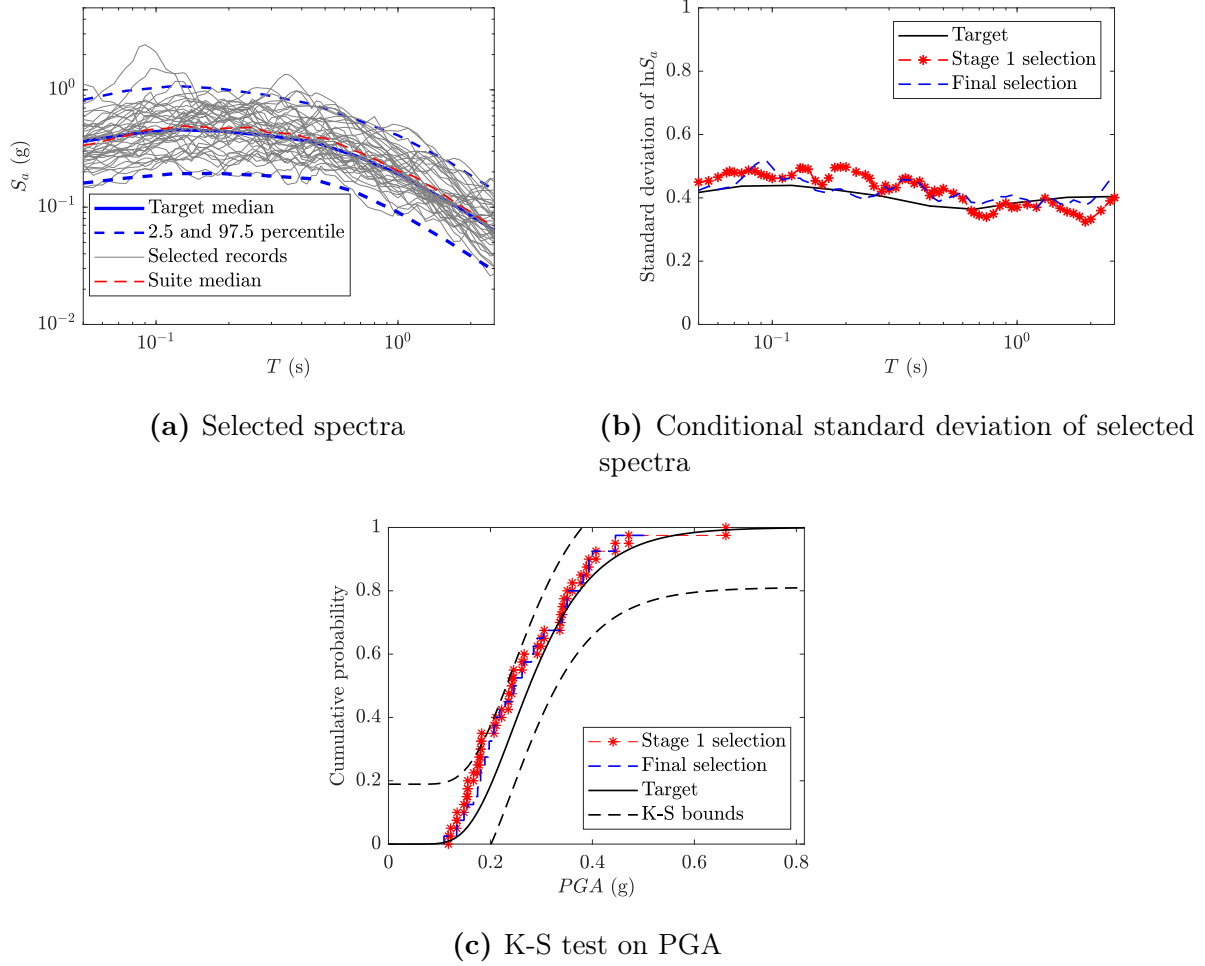 10^0
10^{-1}
10^{-2}
S_a (g)
Target median
2.5 and 97.5 percentile
Selected records
Suite median
10^{-1}
10^0
T (s)
(a) Selected spectra
1
0.8
0.6
0.4
0.2
0
Standard deviation of lnS_a
Target
Stage 1 selection
Final selection
10^{-1}
10^0
T (s)
(b) Conditional standard deviation of selected
spectra
1
0.8
0.6
0.4
0.2
0
Cumulative probability
Stage 1 selection
Final selection
Target
K-S bounds
0
0.2
0.4
0.6
0.8
PGA (g)
(c) K-S test on PGA